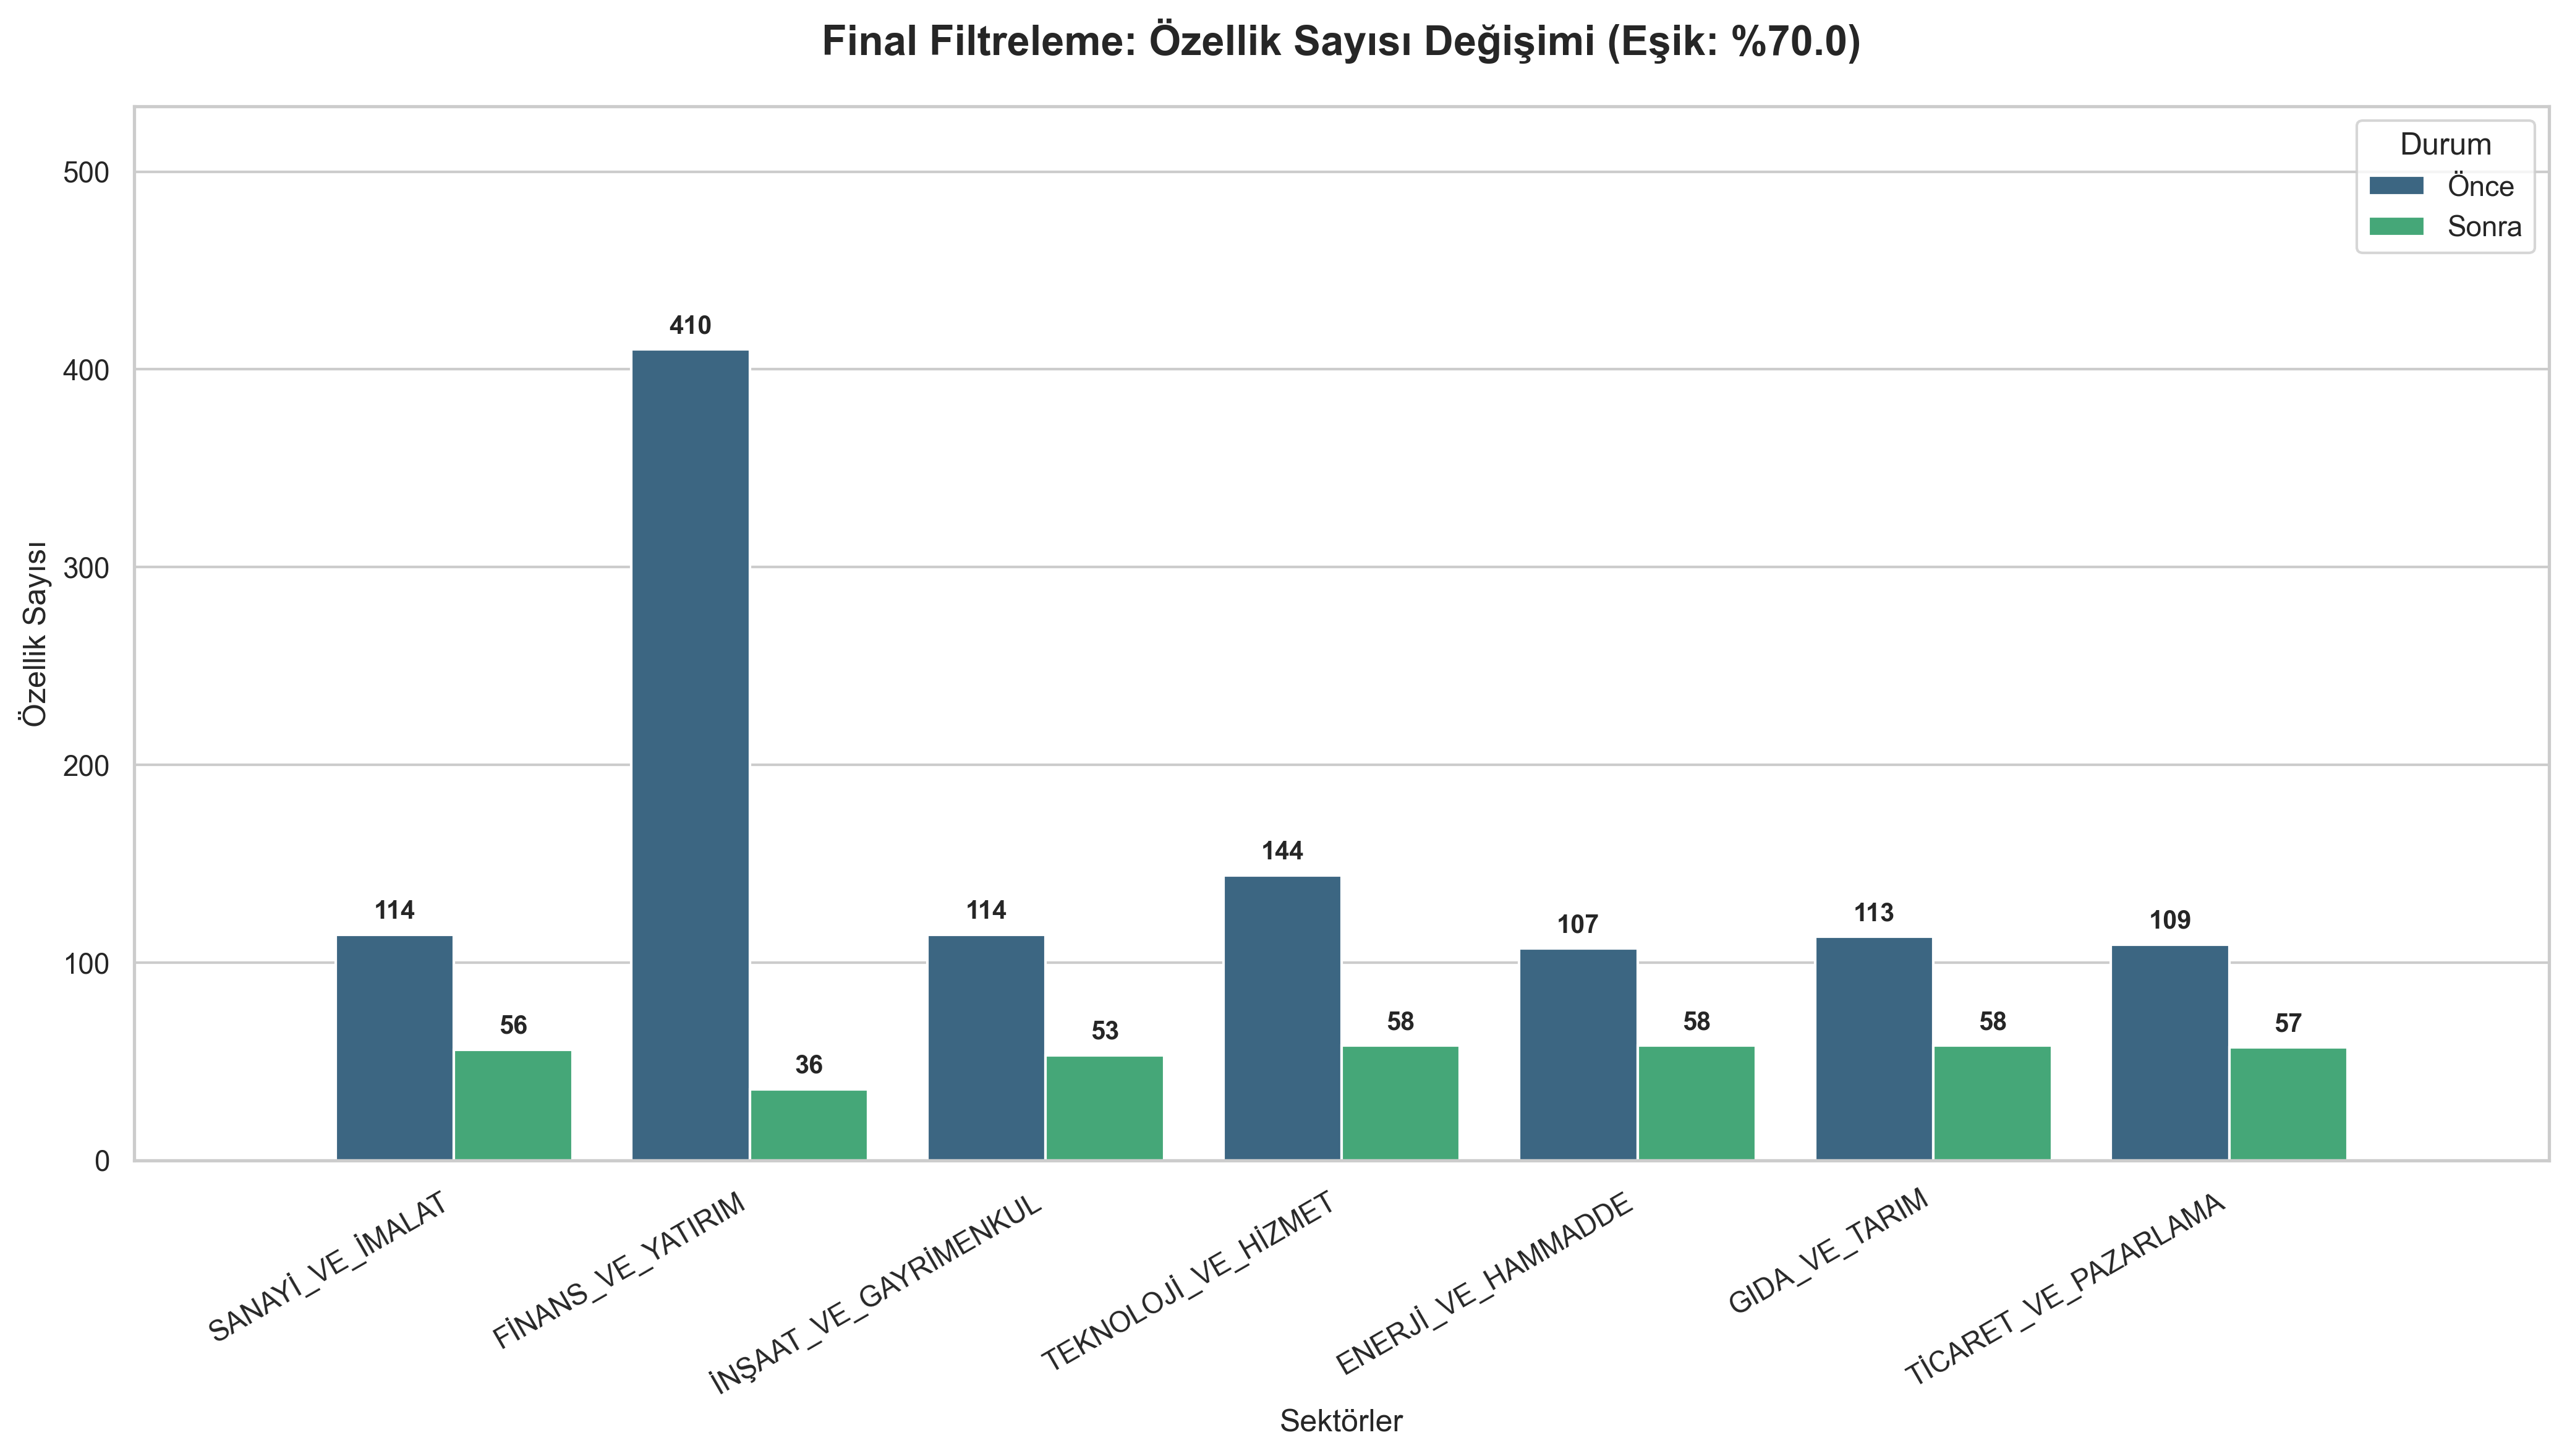 Final Filtreleme: Özellik Sayısı Değişimi (Eşik: %70.0)
Durum
Önce
Sonra
Özellik Sayısı
500
400
300
200
100
0
114
56
410
36
114
53
144
58
107
58
113
58
109
57
SANAYİ_VE_İMALAT
FİNANS_VE_YATIRIM
İNŞAAT_VE_GAYRİMENKUL
TEKNOLOJİ_VE_HİZMET
ENERJİ_VE_HAMMADDE
GIDA_VE_TARIM
TİCARET_VE_PAZARLAMA
Sektörler